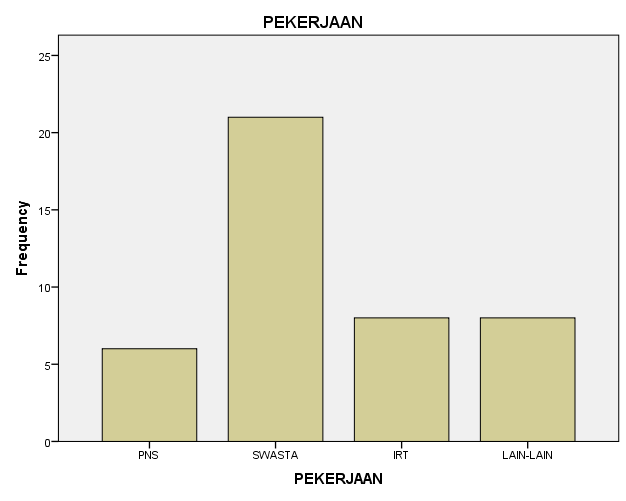 PEKERJAAN
25
20
15
10
5
0
Frequency
PNS SWASTA IRT LAIN-LAIN
PEKERJAAN